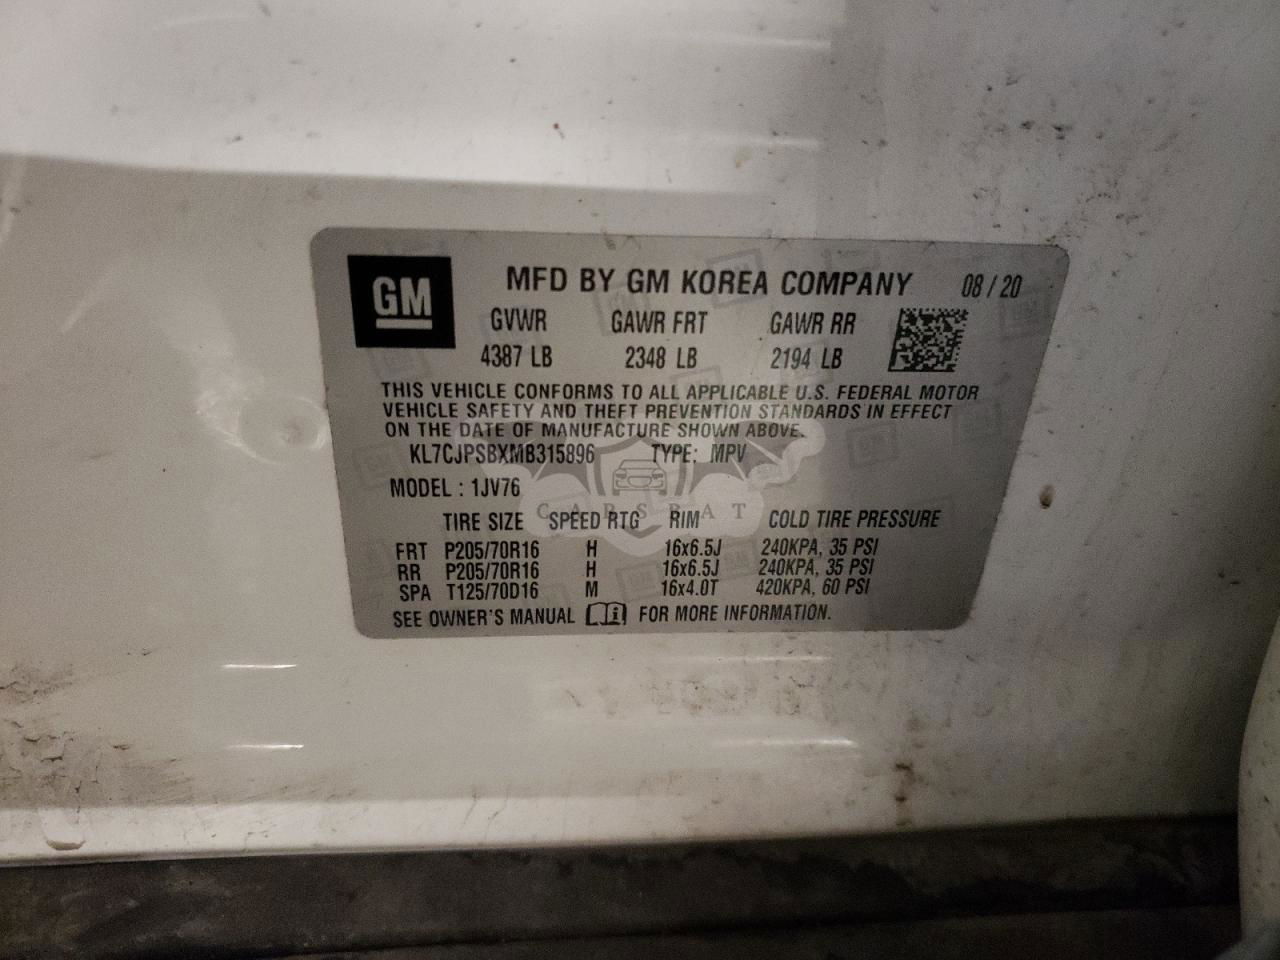 GM
MFD BY GM KOREA COMPANY 08 / 20
GVWR GAWR FRT GAWR RR
4387 LB 2348 LB 2194 LB
THIS VEHICLE CONFORMS TO ALL APPLICABLE U.S. FEDERAL MOTOR
VEHICLE SAFETY AND THEFT PREVENTION STANDARDS IN EFFECT
ON THE DATE OF MANUFACTURE SHOWN ABOVE.
KL7CJPSBXMB315896 TYPE: MPV
MODEL : 1JV76
CARSBAT
TIRE SIZE SPEED RTG RIM COLD TIRE PRESSURE
FRT P205/70R16 H 16x6.5J 240KPA, 35 PSI
RR P205/70R16 H 16x6.5J 240KPA, 35 PSI
SPA T125/70D16 M 16x4.0T 420KPA, 60 PSI
SEE OWNER'S MANUAL FOR MORE INFORMATION.